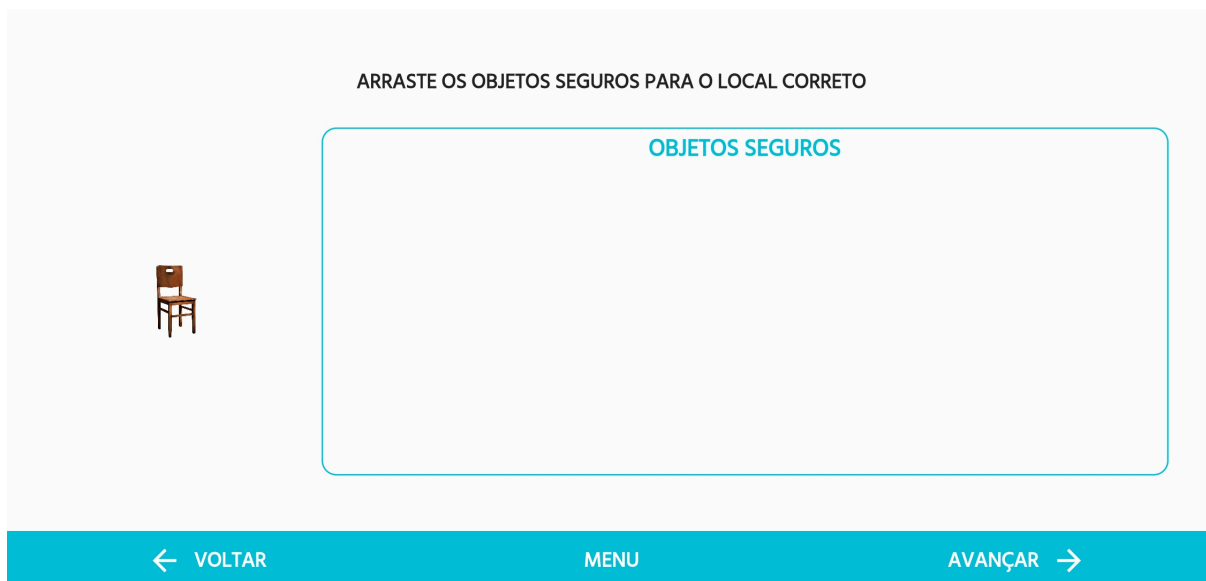 ARRASTE OS OBJETOS SEGUROS PARA O LOCAL CORRETO
OBJETOS SEGUROS
VOLTAR
MENU
AVANÇAR